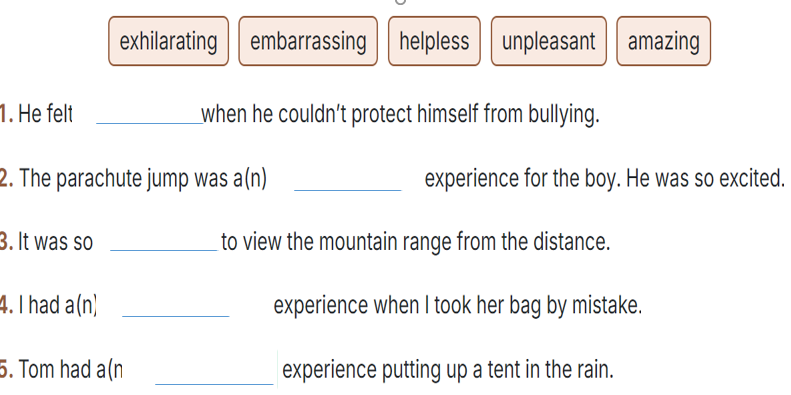 exhilarating embarrassing helpless unpleasant amazing
1. He felt ________ when he couldn't protect himself from bullying.
2. The parachute jump was a(n) ________ experience for the boy. He was so excited.
3. It was so ________ to view the mountain range from the distance.
4. I had a(n) ________ experience when I took her bag by mistake.
5. Tom had a(n ________ experience putting up a tent in the rain.